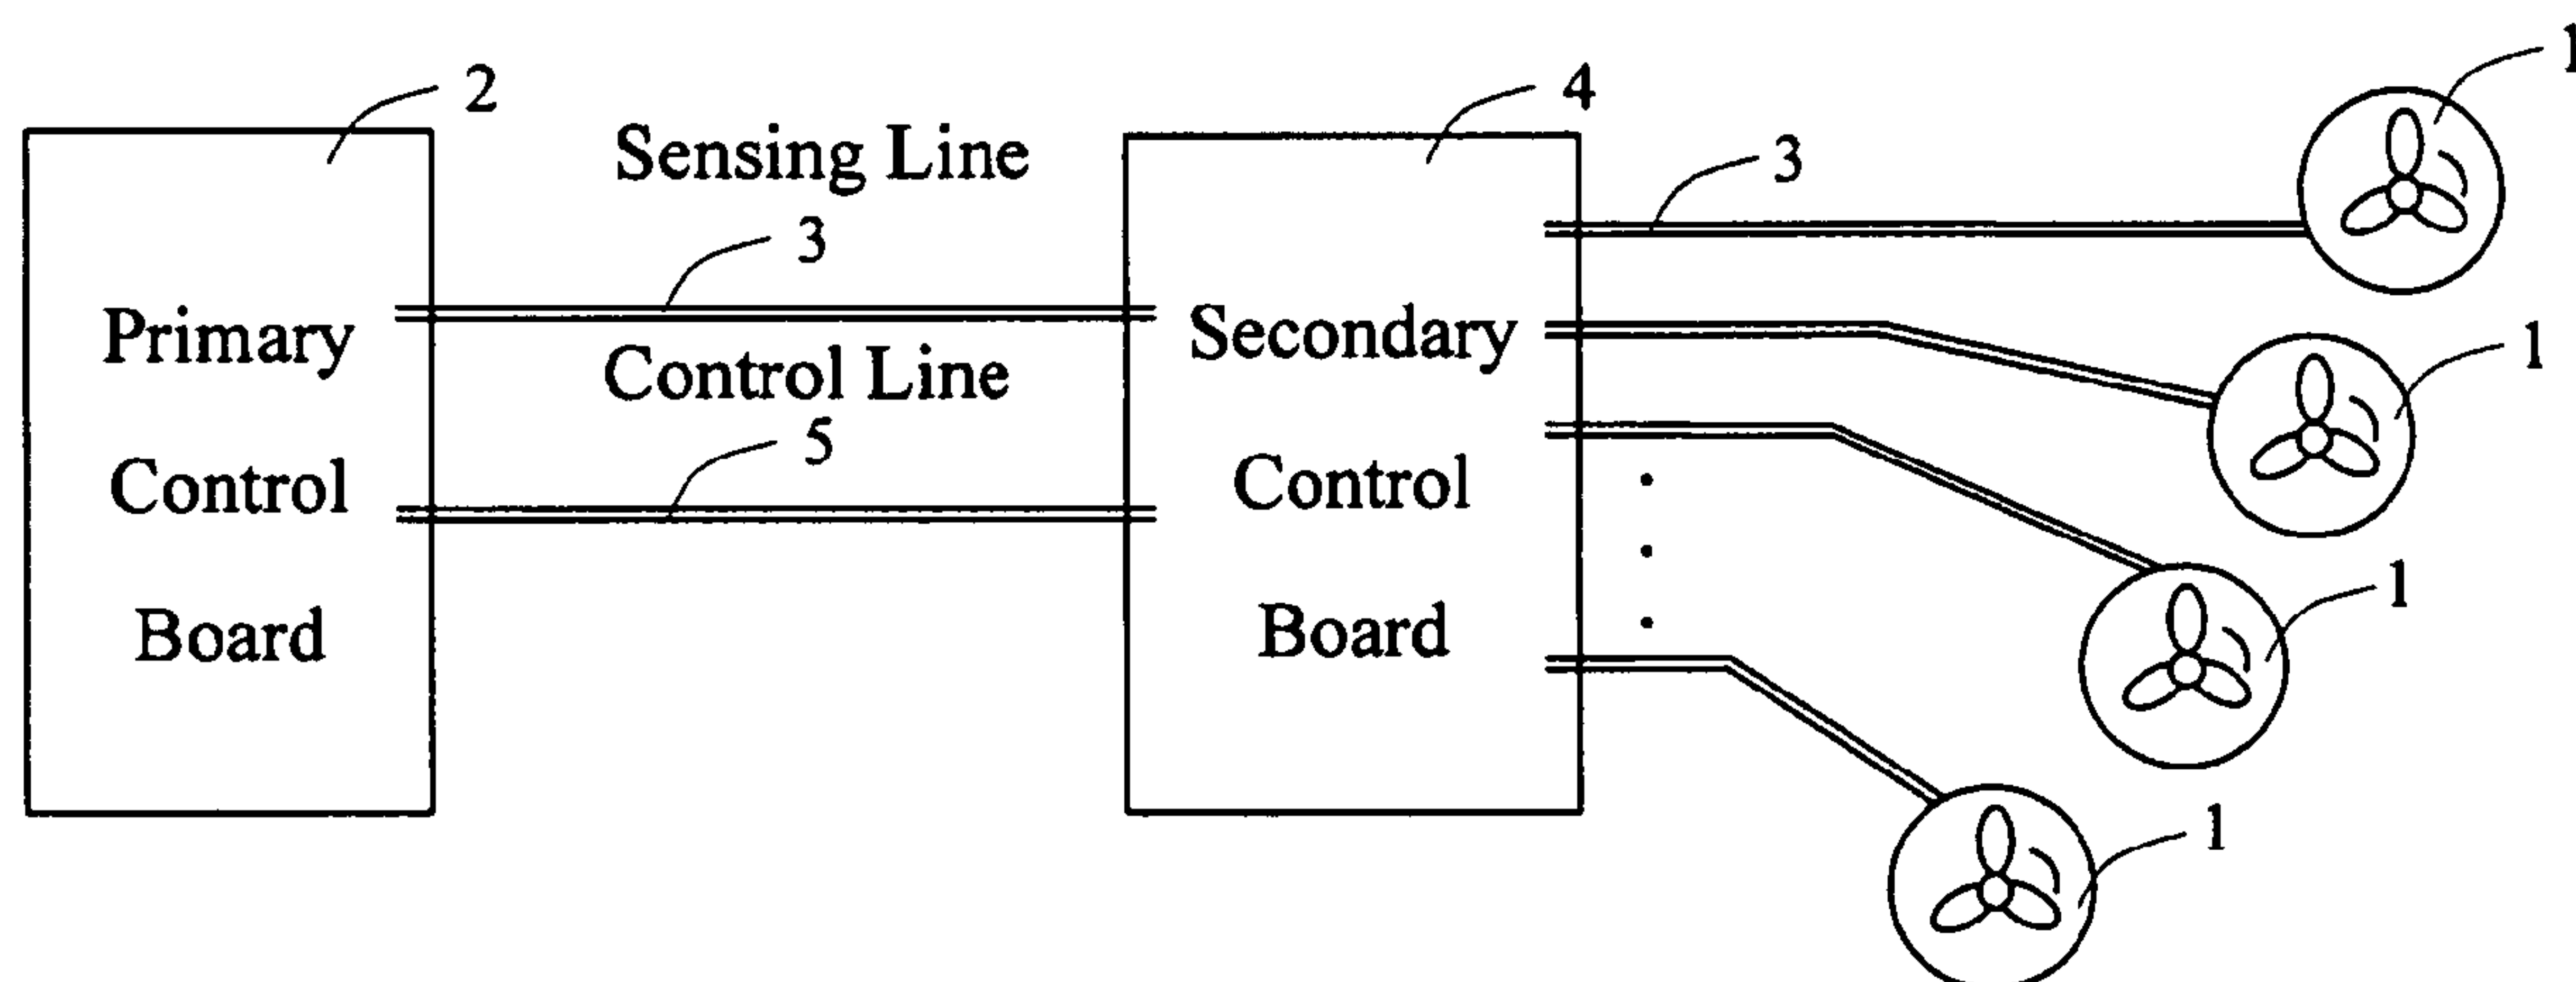 2
Sensing Line
3
Primary
Control
Board
Control Line
5
4
Secondary
Control
Board
3
1
1
1
1